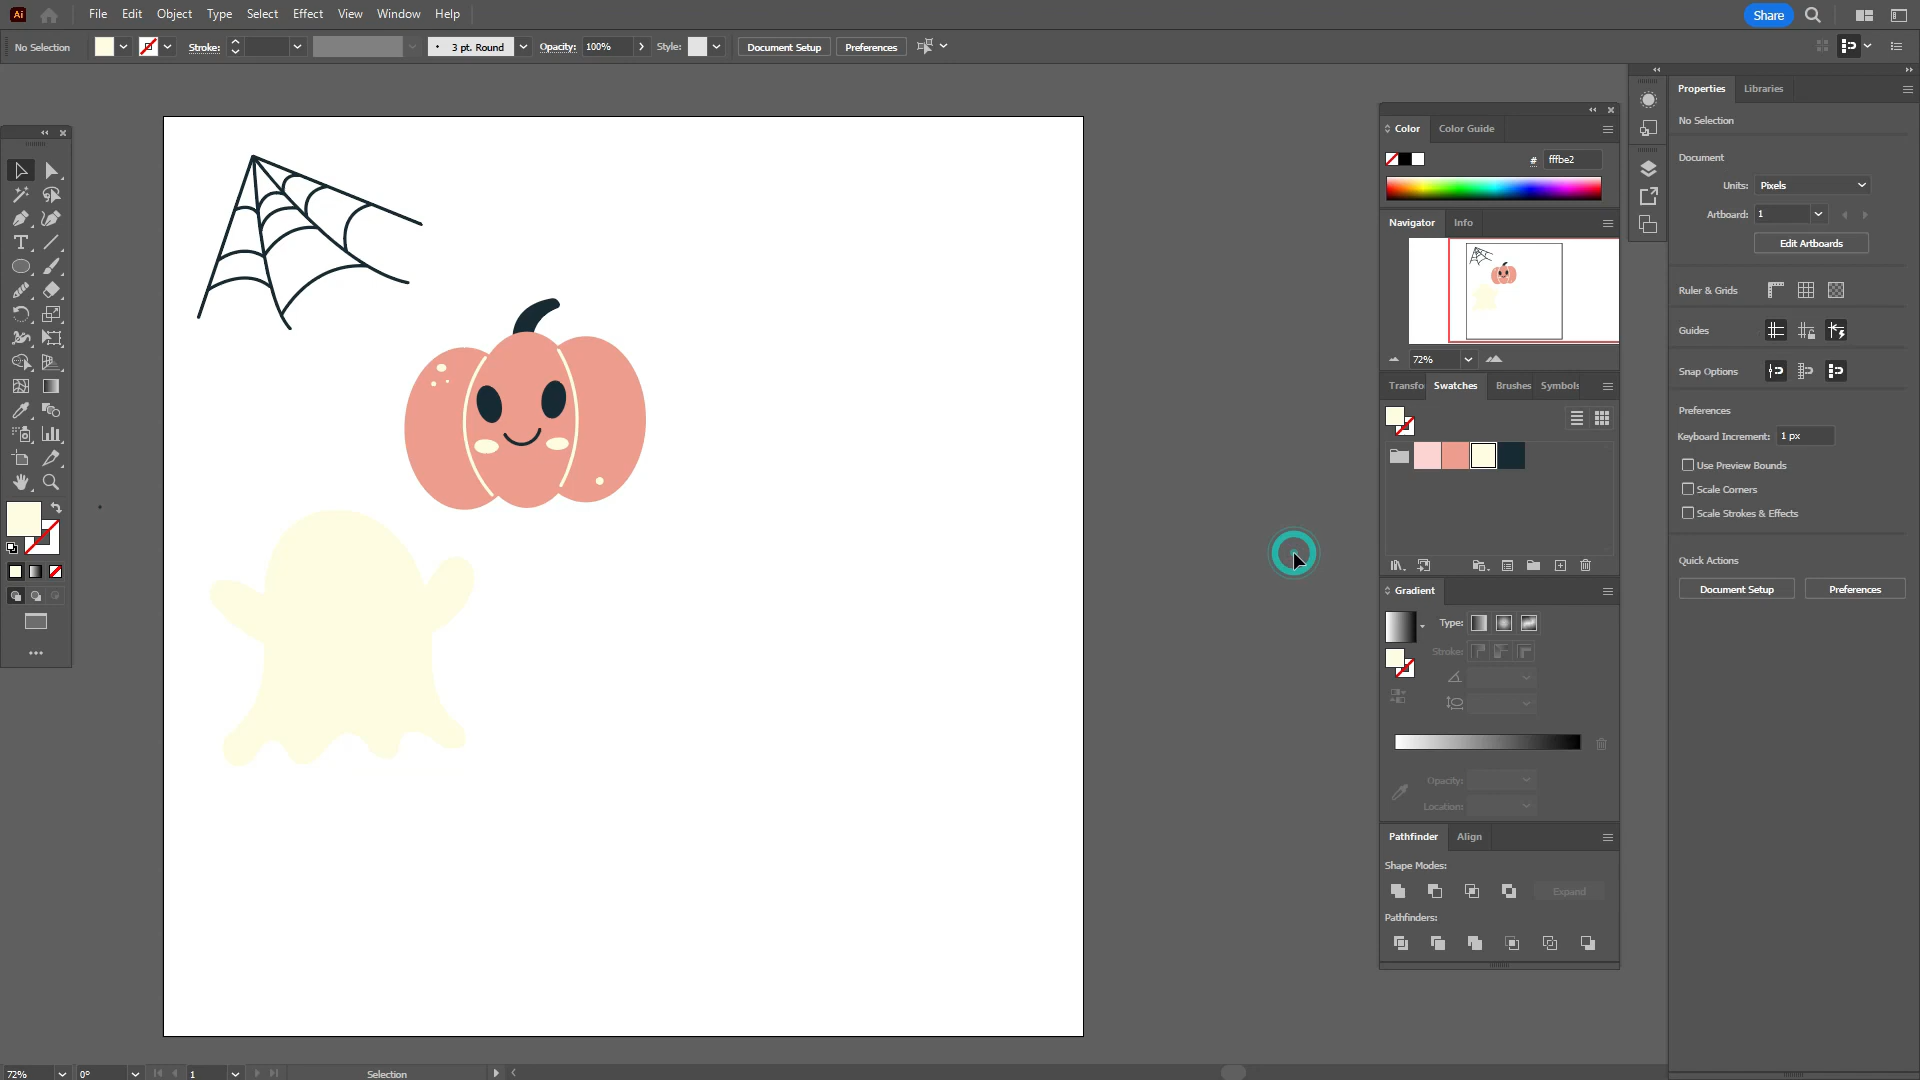 Ai File Edit Object Type Select Effect View Window Help Share
No Selection Stroke: 3 pt. Round Opacity: 100% Style: Document Setup Preferences
Properties Libraries
No Selection
Document
Units: Pixels
Artboard: 1
Edit Artboards
Ruler & Grids
Guides
Snap Options
Preferences
Keyboard Increment: 1 px
Use Preview Bounds
Scale Corners
Scale Strokes & Effects
Quick Actions
Document Setup Preferences
Color Color Guide
# fffbe2
Navigator Info
72%
Transfo Swatches Brushes Symbols
Gradient
Type:
Stroke:
Opacity:
Location:
Pathfinder Align
Shape Modes:
Expand
Pathfinders:
72% 0° 1 Selection